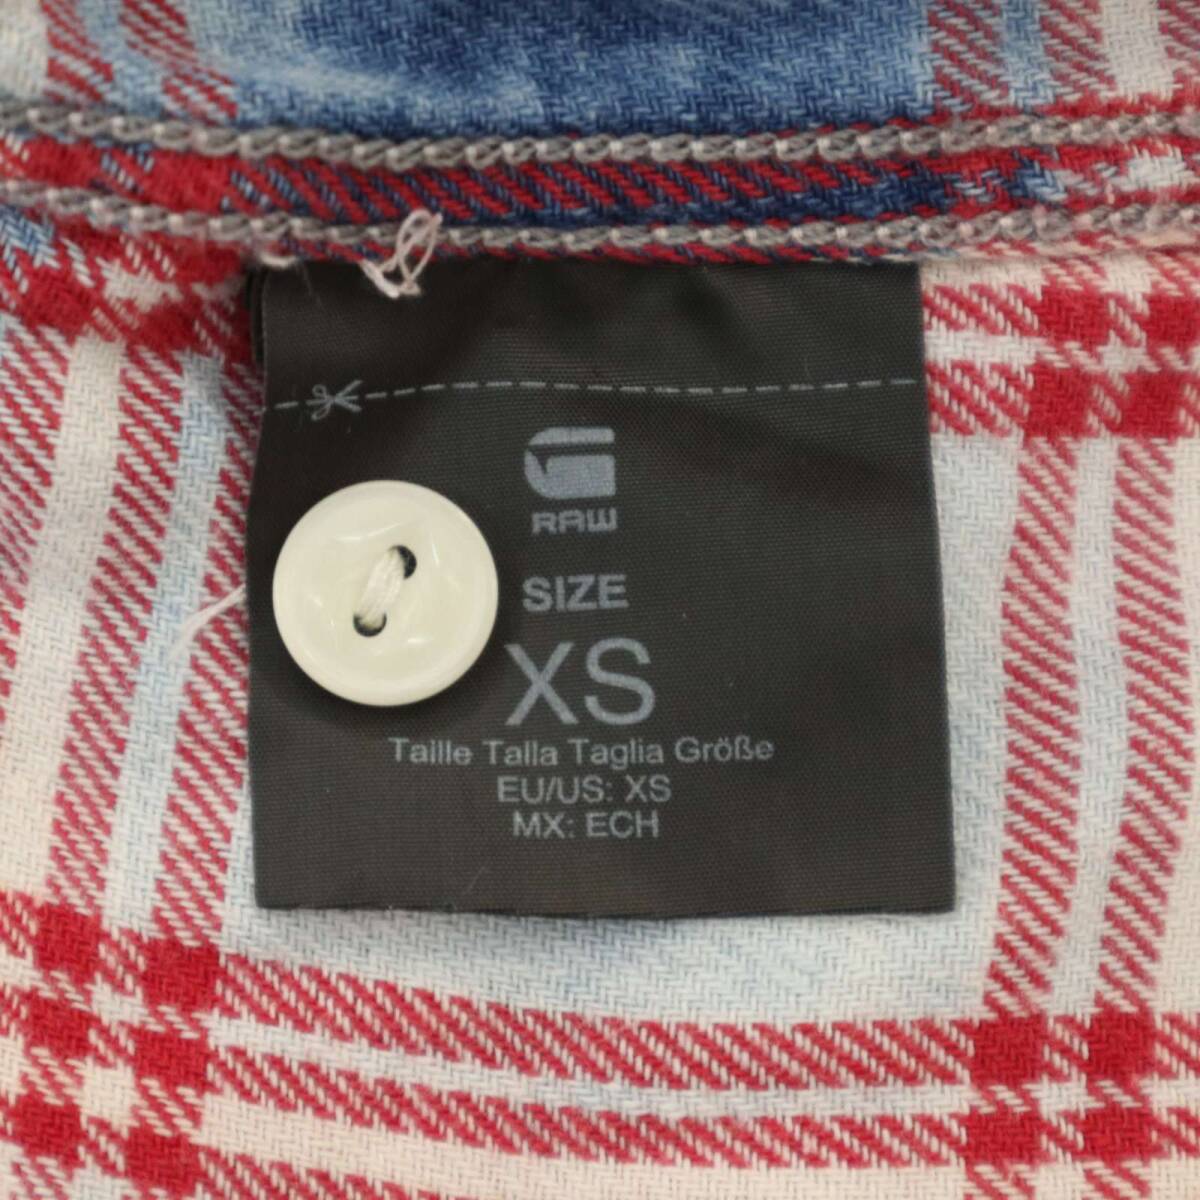 RAW
SIZE
XS
Taille Talla Taglia Größe
EU/US: XS
MX: ECH